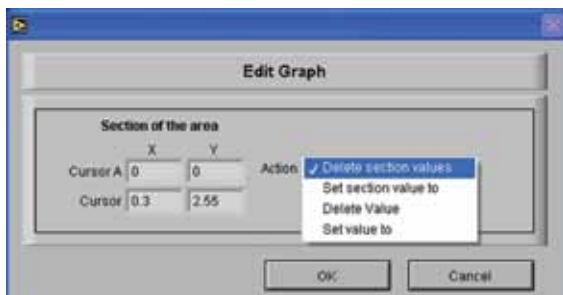 Edit Graph
Section of the area
X Y
Cursor A 0 0 Action ✓ Delete section values
Set section value to
Cursor 0.3 2.55 Delete Value
Set value to
OK Cancel